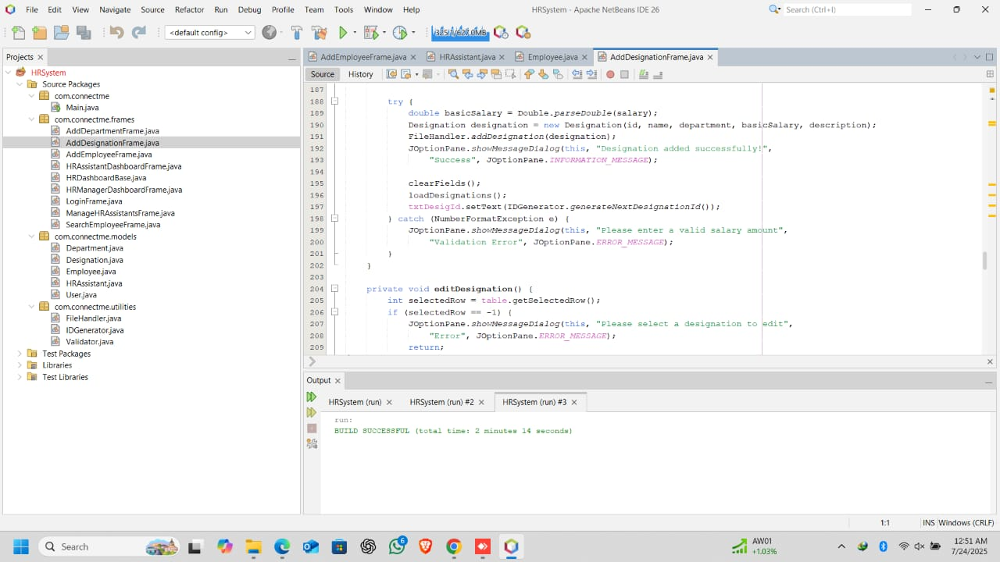 File Edit View Navigate Source Refactor Run Debug Profile Team Tools Window Help
HRSystem - Apache NetBeans IDE 26
Search (Ctrl+I)
<default config>
325.1/627.0MB
Projects
HRSystem
Source Packages
com.connectme
Main.java
com.connectme.frames
AddDepartmentFrame.java
AddDesignationFrame.java
AddEmployeeFrame.java
HRAssistantDashboardFrame.java
HRDashboardBase.java
HRManagerDashboardFrame.java
LoginFrame.java
ManageHRAssistantsFrame.java
SearchEmployeeFrame.java
com.connectme.models
Department.java
Designation.java
Employee.java
HRAssistant.java
User.java
com.connectme.utilities
FileHandler.java
IDGenerator.java
Validator.java
Test Packages
Libraries
Test Libraries
AddEmployeeFrame.java HRAssistant.java Employee.java AddDesignationFrame.java
Source History
187
188 try {
189 double basicSalary = Double.parseDouble(salary);
190 Designation designation = new Designation(id, name, department, basicSalary, description);
191 FileHandler.addDesignation(designation);
192 JOptionPane.showMessageDialog(this, "Designation added successfully!",
193 "Success", JOptionPane.INFORMATION_MESSAGE);
194
195 clearFields();
196 loadDesignations();
197 txtDesigId.setText(IDGenerator.generateNextDesignationId());
198 } catch (NumberFormatException e) {
199 JOptionPane.showMessageDialog(this, "Please enter a valid salary amount",
200 "Validation Error", JOptionPane.ERROR_MESSAGE);
201 }
202 }
203
204 private void editDesignation() {
205 int selectedRow = table.getSelectedRow();
206 if (selectedRow == -1) {
207 JOptionPane.showMessageDialog(this, "Please select a designation to edit",
208 "Error", JOptionPane.ERROR_MESSAGE);
209 return;
Output
HRSystem (run) HRSystem (run) #2 HRSystem (run) #3
run:
BUILD SUCCESSFUL (total time: 2 minutes 14 seconds)
1:1 INS Windows (CRLF)
Search
6
AW01
+1.03%
12:51 AM
7/24/2025